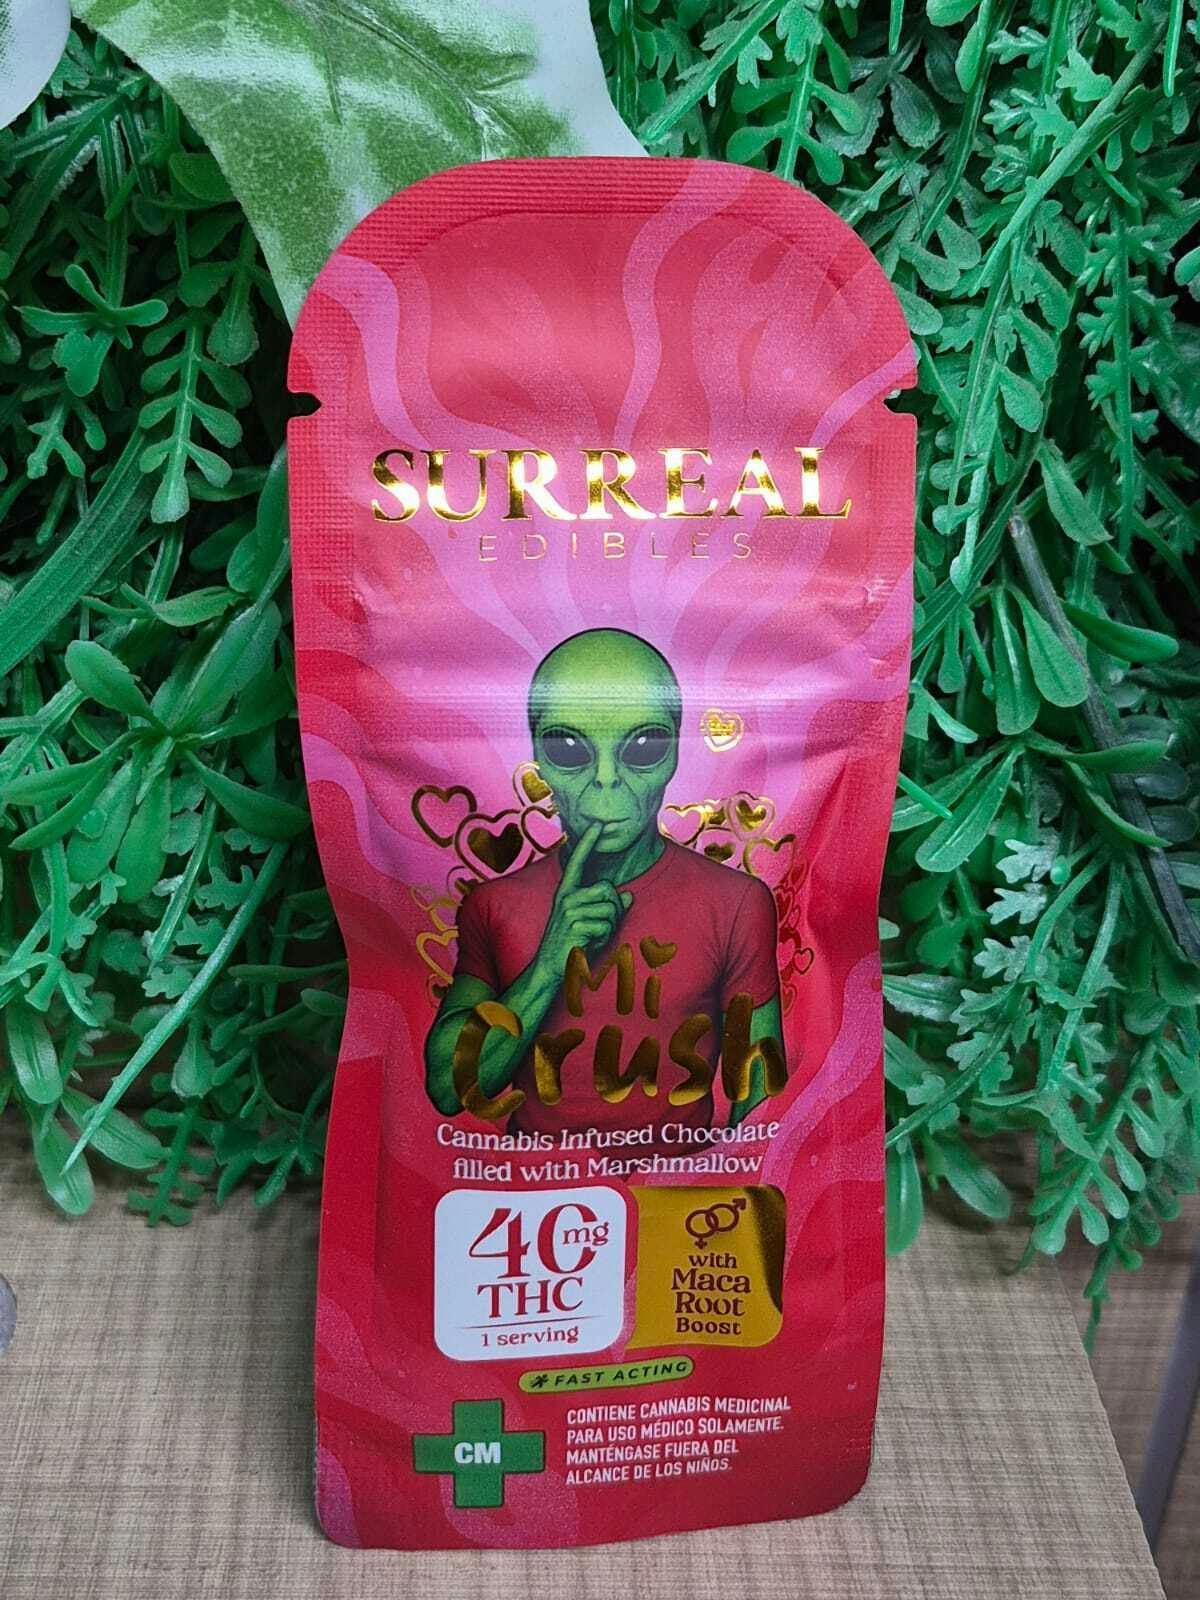 SURREAL
EDIBLES
Mi
Crush
Cannabis Infused Chocolate
filled with Marshmallow
40mg
THC
1 serving
with
Maca
Root
Boost
FAST ACTING
CM
CONTIENE CANNABIS MEDICINAL
PARA USO MÉDICO SOLAMENTE.
MANTÉNGASE FUERA DEL
ALCANCE DE LOS NIÑOS.